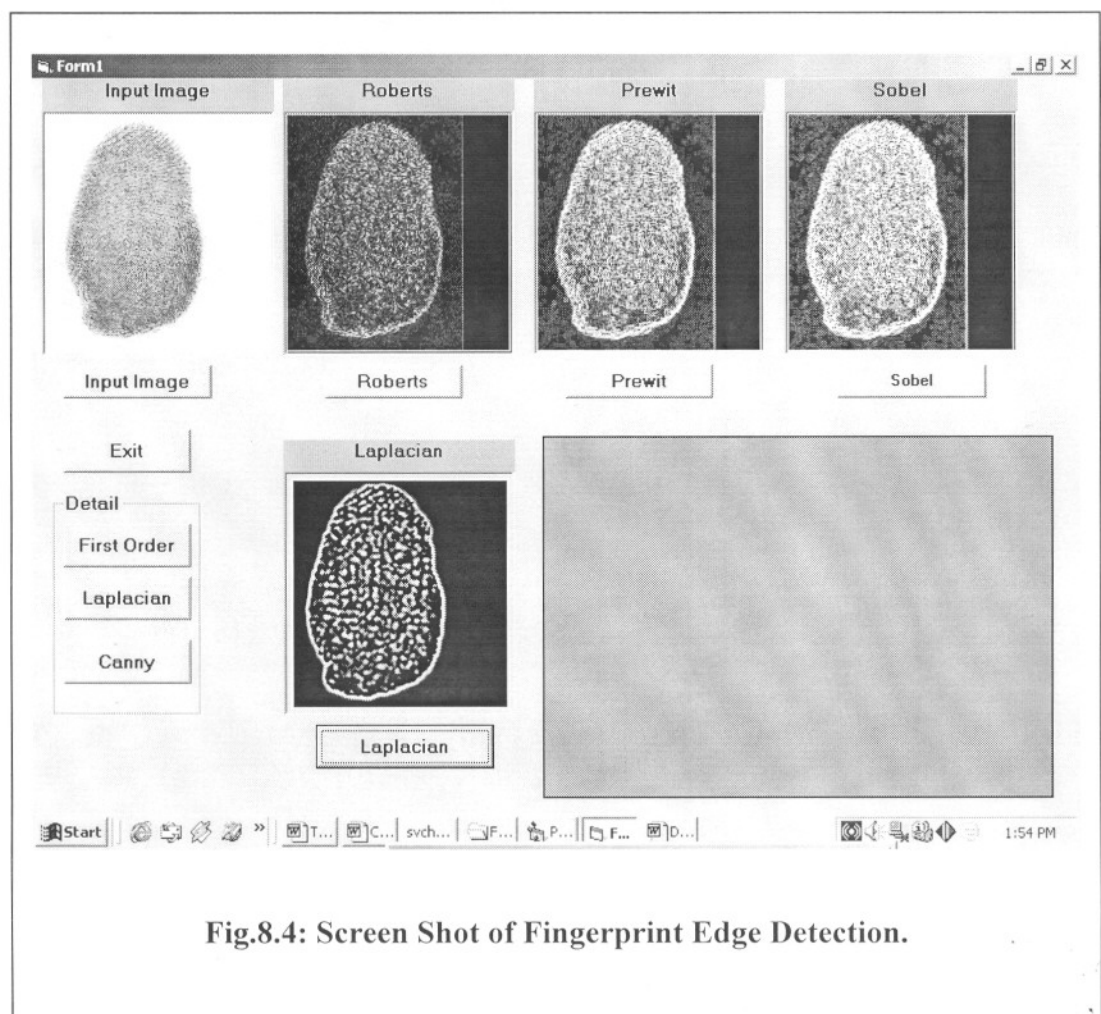 Form1
Input Image Roberts Prewit Sobel
Input Image Roberts Prewit Sobel
Exit
Laplacian
Detail
First Order
Laplacian
Canny
Laplacian
Start » T... C... svch... F... P... F... D... 1:54 PM
Fig.8.4: Screen Shot of Fingerprint Edge Detection.